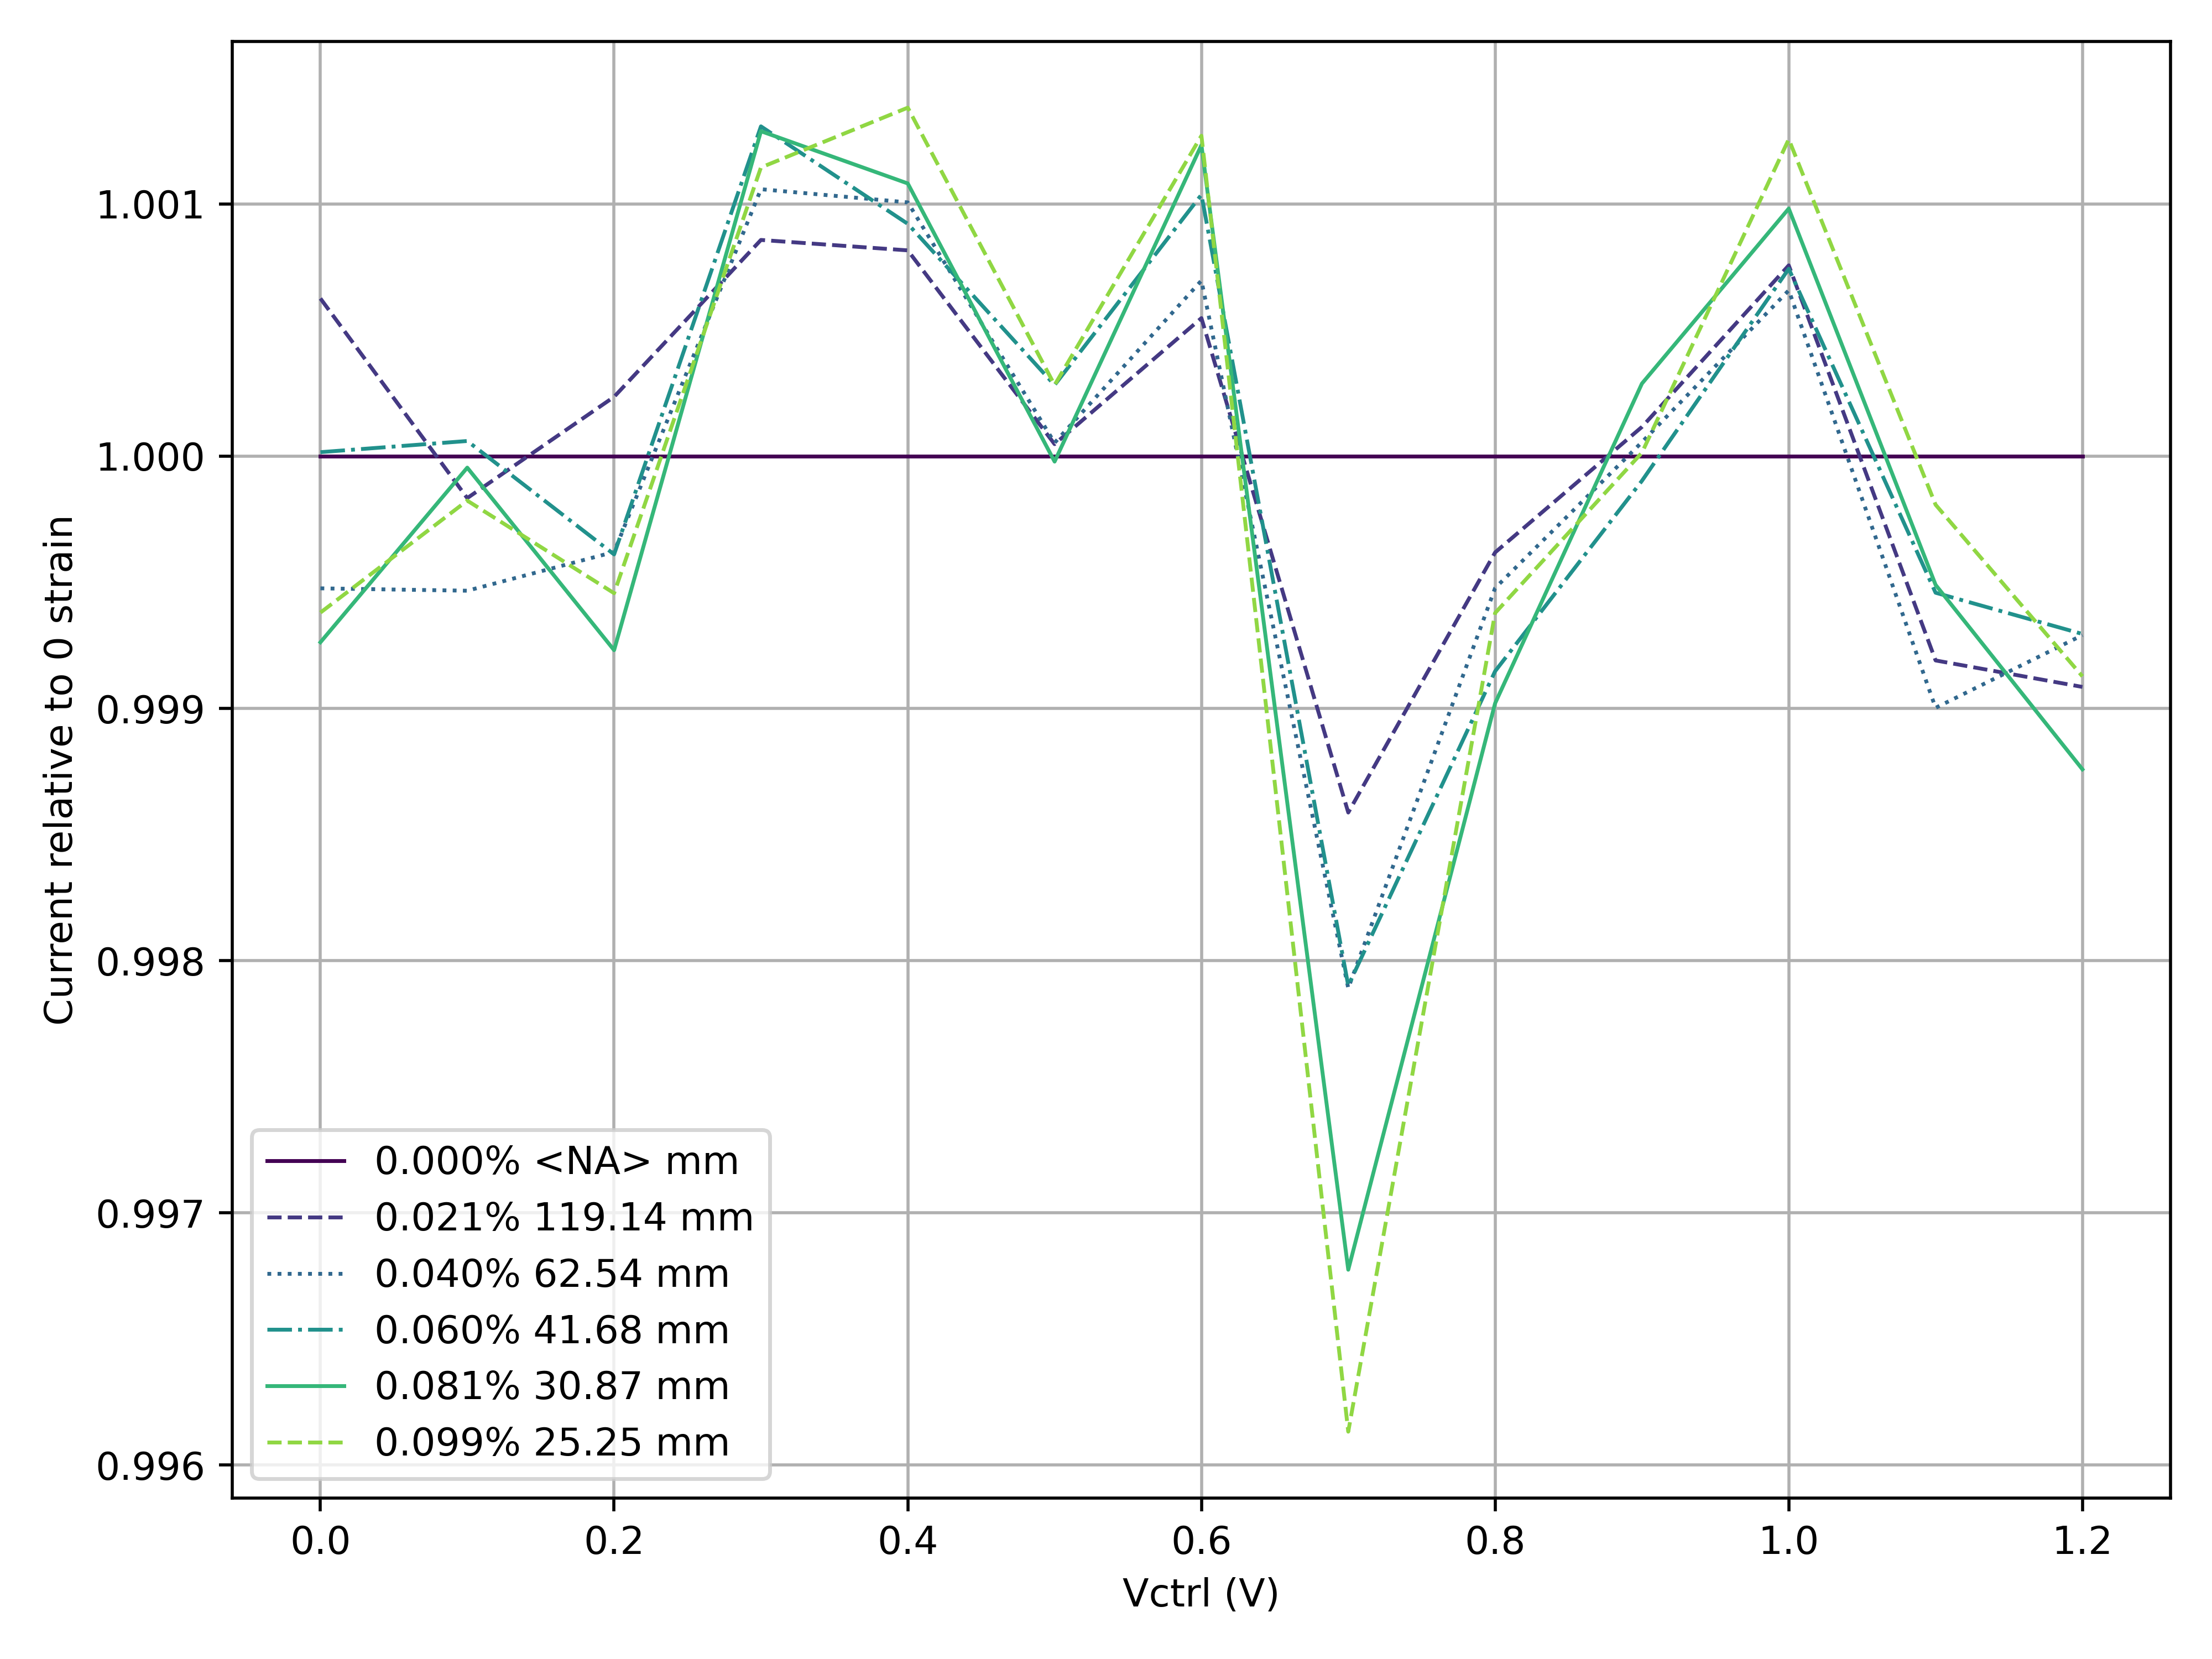 1.001
1.000
0.999
0.998
0.997
0.996
Current relative to 0 strain
0.000% <NA> mm
0.021% 119.14 mm
0.040% 62.54 mm
0.060% 41.68 mm
0.081% 30.87 mm
0.099% 25.25 mm
0.0 0.2 0.4 0.6 0.8 1.0 1.2
Vctrl (V)